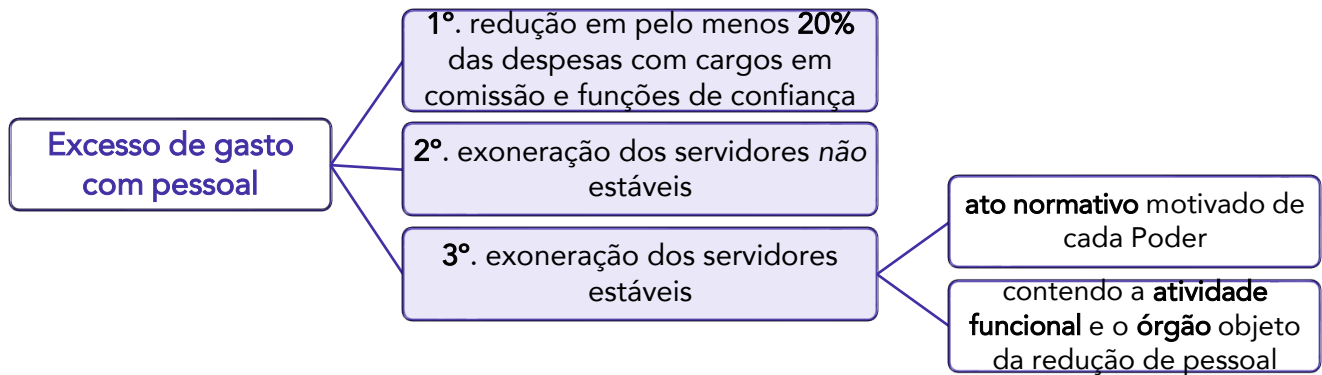 Excesso de gasto
com pessoal
1º. redução em pelo menos 20%
das despesas com cargos em
comissão e funções de confiança
2º. exoneração dos servidores não
estáveis
3º. exoneração dos servidores
estáveis
ato normativo motivado de
cada Poder
contendo a atividade
funcional e o órgão objeto
da redução de pessoal